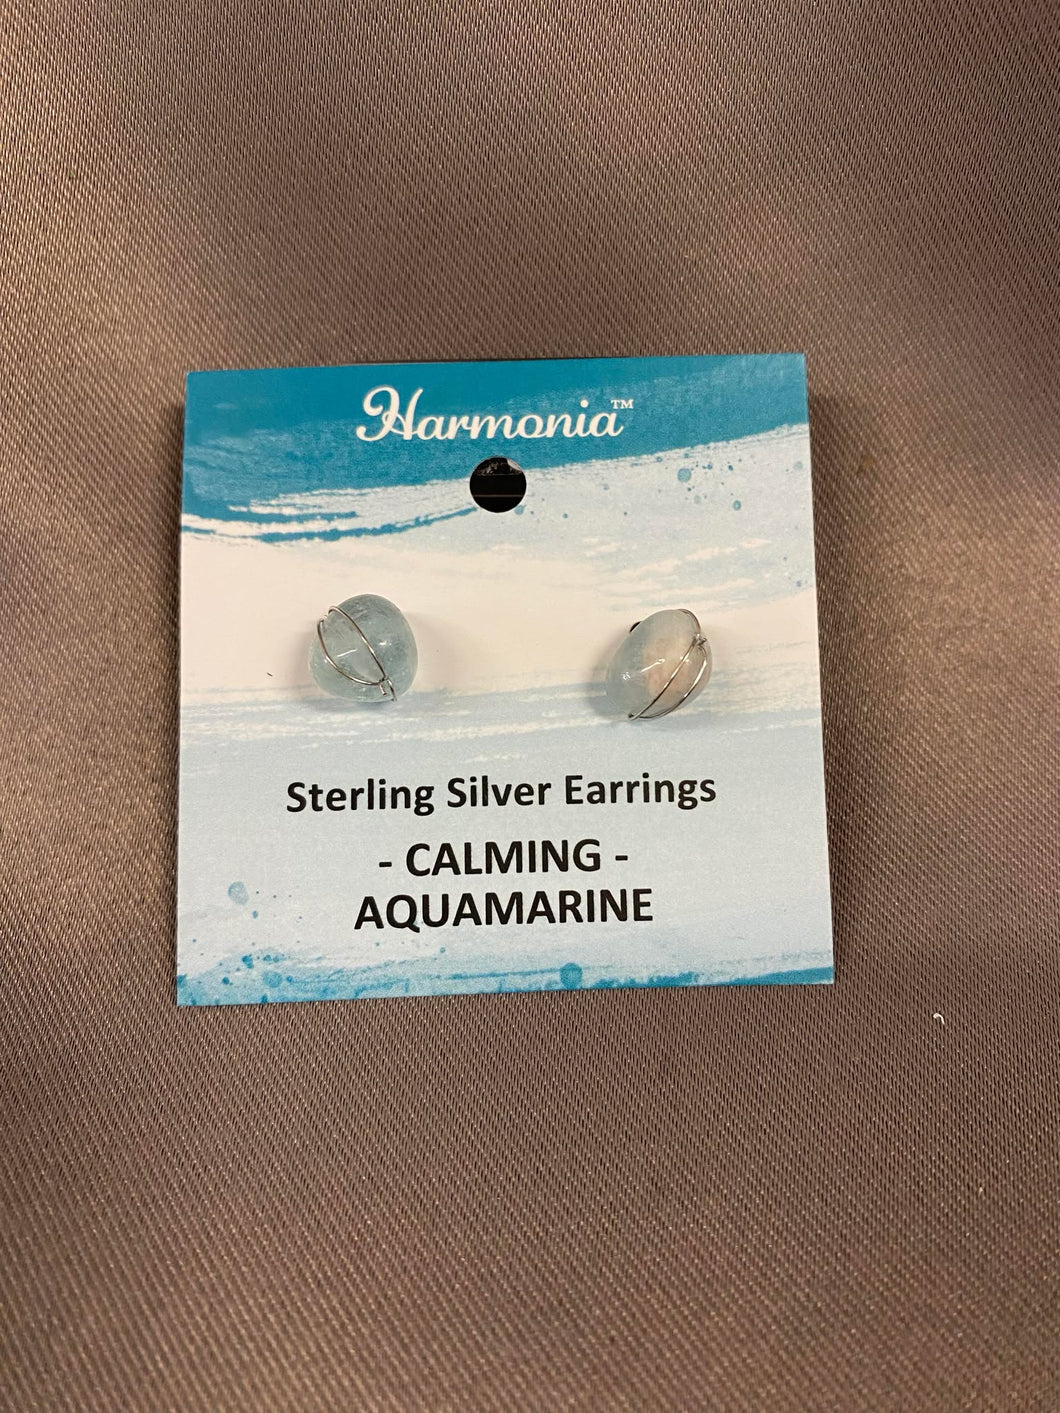 Harmonia™
Sterling Silver Earrings
- CALMING -
AQUAMARINE